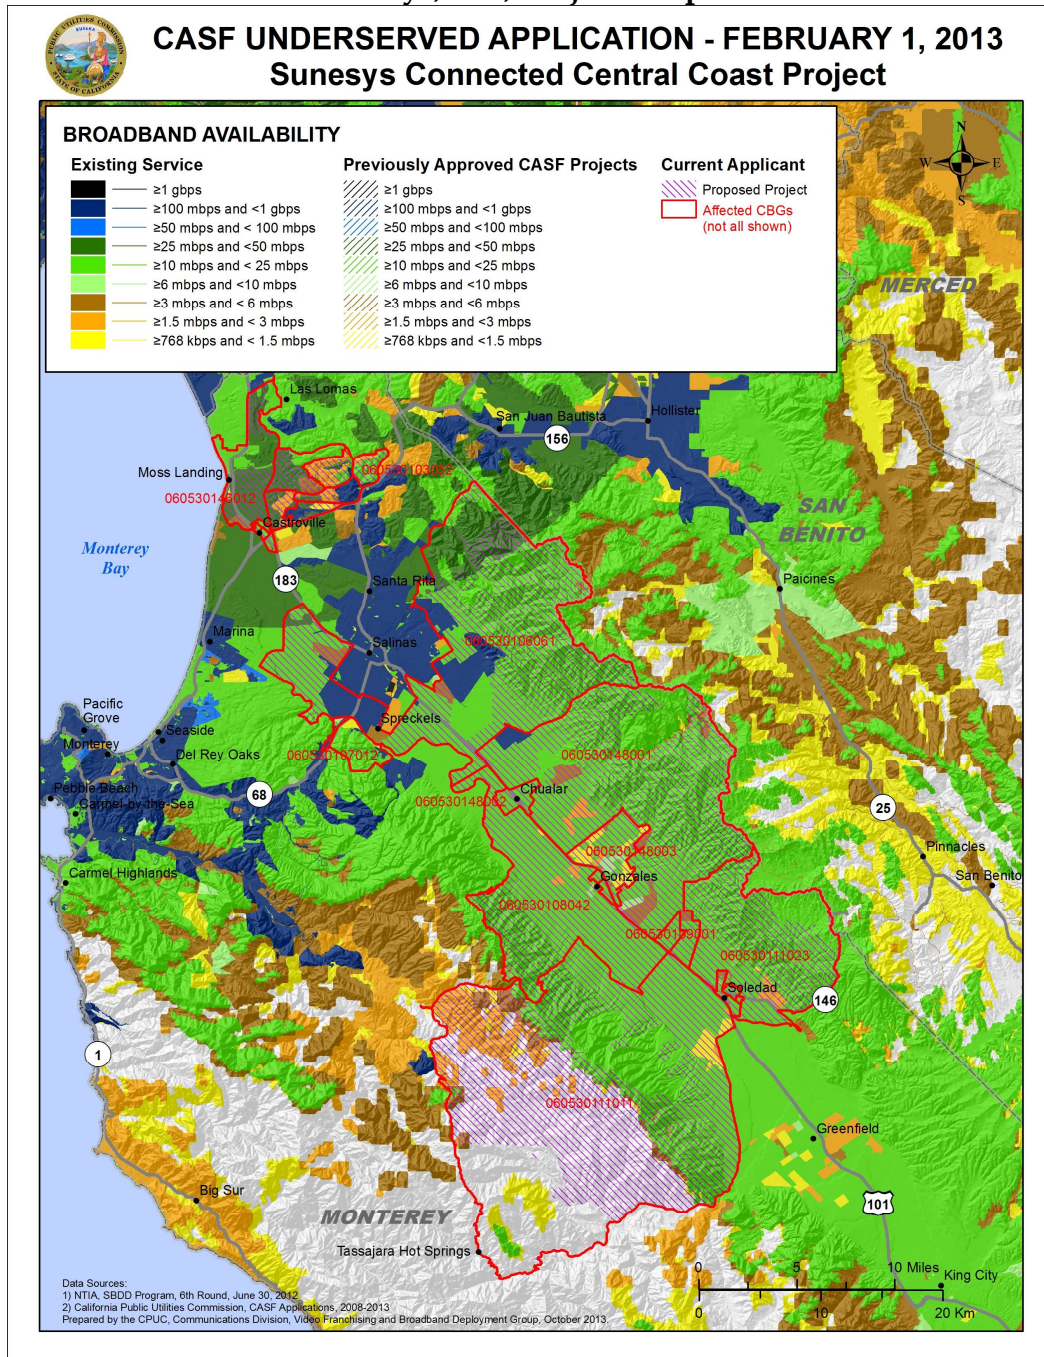 CASF UNDERSERVED APPLICATION - FEBRUARY 1, 2013
Sunesys Connected Central Coast Project
BROADBAND AVAILABILITY
Existing Service
≥1 gbps
≥100 mbps and <1 gbps
≥50 mbps and < 100 mbps
≥25 mbps and <50 mbps
≥10 mbps and < 25 mbps
≥6 mbps and <10 mbps
≥3 mbps and < 6 mbps
≥1.5 mbps and < 3 mbps
≥768 kbps and < 1.5 mbps
Previously Approved CASF Projects
≥1 gbps
≥100 mbps and <1 gbps
≥50 mbps and <100 mbps
≥25 mbps and <50 mbps
≥10 mbps and <25 mbps
≥6 mbps and <10 mbps
≥3 mbps and <6 mbps
≥1.5 mbps and <3 mbps
≥768 kbps and <1.5 mbps
Current Applicant
Proposed Project
Affected CBGs
(not all shown)
N
W E
S
MERCED
Las Lomas
San Juan Bautista
Hollister
156
Moss Landing
060530143012
Castroville
SAN
BENITO
Monterey
Bay
183
Santa Rita
Paicines
Marina
Salinas
060530106061
Pacific
Grove
Seaside
Monterey
Del Rey Oaks
Spreckels
060530107012
060530148001
Pebble Beach
Carmel-by-the-Sea
68
060530148002
Chualar
25
060530148003
Pinnacles
Carmel Highlands
Gonzales
San Benito
060530108042
060530111023
Soledad
146
1
060530111011
Greenfield
Big Sur
101
MONTEREY
Tassajara Hot Springs
0 5 10 Miles
King City
0 10 20 Km
Data Sources:
1) NTIA, SBDD Program, 6th Round, June 30, 2012
2) California Public Utilities Commission, CASF Applications, 2008-2013
Prepared by the CPUC, Communications Division, Video Franchising and Broadband Deployment Group, October 2013.